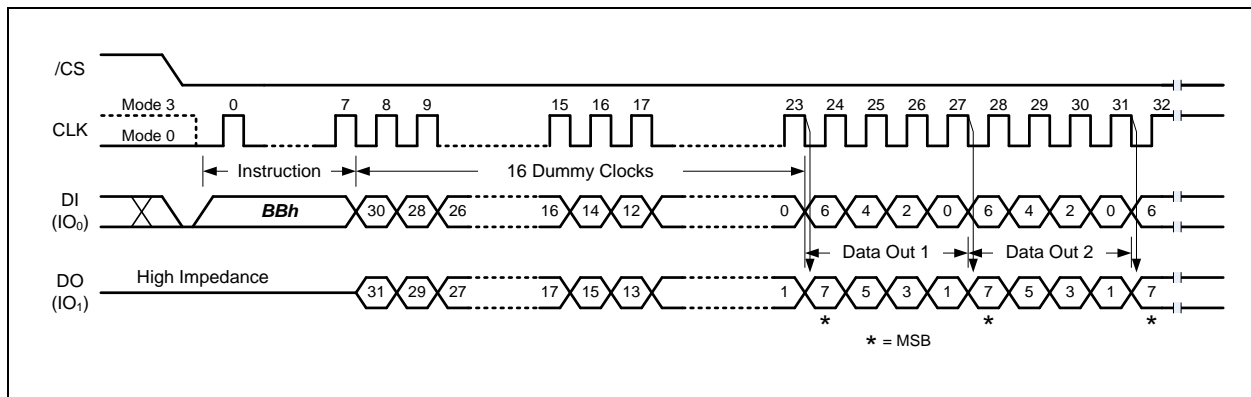 /CS
Mode 3 0 7 8 9 15 16 17 23 24 25 26 27 28 29 30 31 32
CLK Mode 0
Instruction 16 Dummy Clocks
DI
(IO0) BBh 30 28 26 16 14 12 0 6 4 2 0 6 4 2 0 6
Data Out 1 Data Out 2
High Impedance
DO
(IO1) 31 29 27 17 15 13 1 7 5 3 1 7 5 3 1 7
* * *
* = MSB